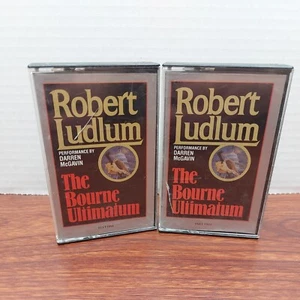 Robert
Ludlum
PERFORMANCE BY
DARREN
McGAVIN
The
Bourne
Ultimatum
Robert
Ludlum
PERFORMANCE BY
DARREN
McGAVIN
The
Bourne
Ultimatum